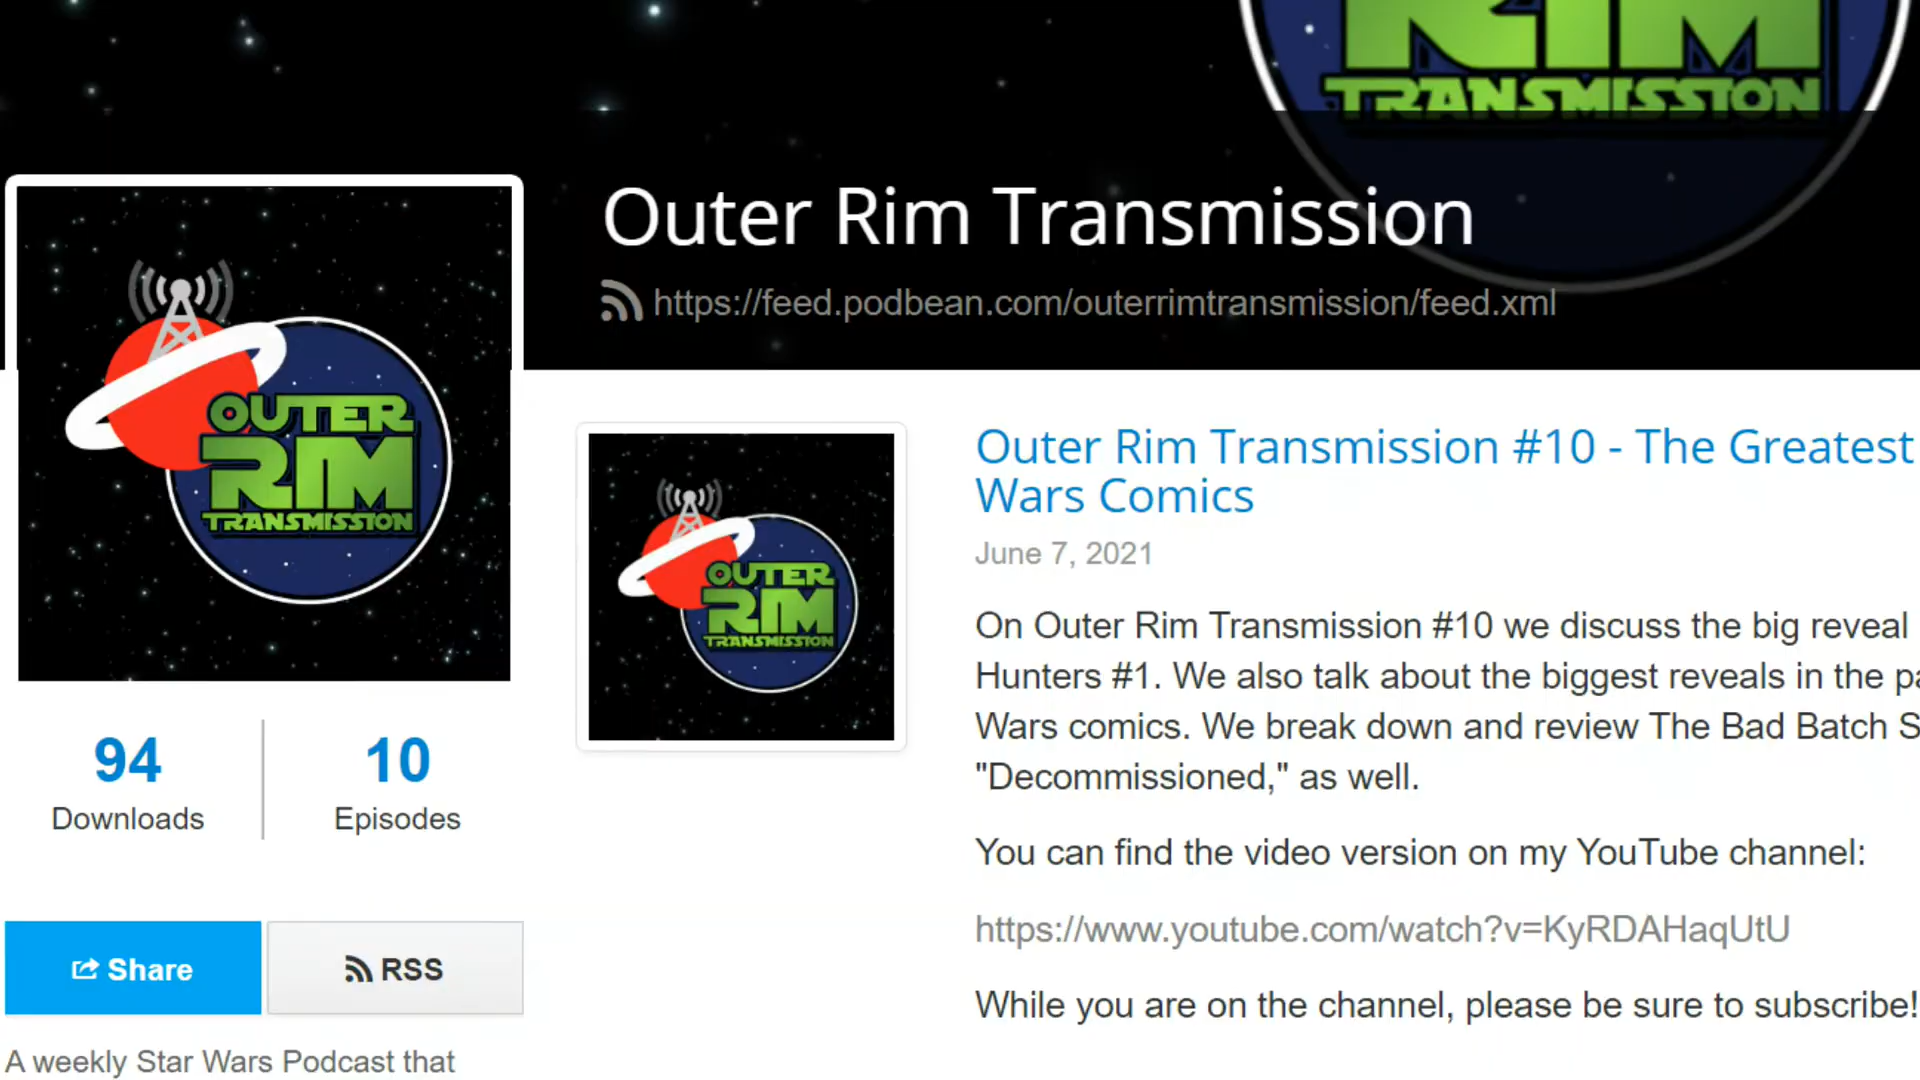 RIM
TRANSMISSION
Outer Rim Transmission
https://feed.podbean.com/outerrimtransmission/feed.xml
OUTER
RIM
TRANSMISSION
94
Downloads
10
Episodes
Share
RSS
A weekly Star Wars Podcast that
OUTER
RIM
TRANSMISSION
Outer Rim Transmission #10 - The Greatest
Wars Comics
June 7, 2021
On Outer Rim Transmission #10 we discuss the big reveal
Hunters #1. We also talk about the biggest reveals in the
Wars comics. We break down and review The Bad Batch
"Decommissioned," as well.
You can find the video version on my YouTube channel:
https://www.youtube.com/watch?v=KyRDAHaqUtU
While you are on the channel, please be sure to subscribe!